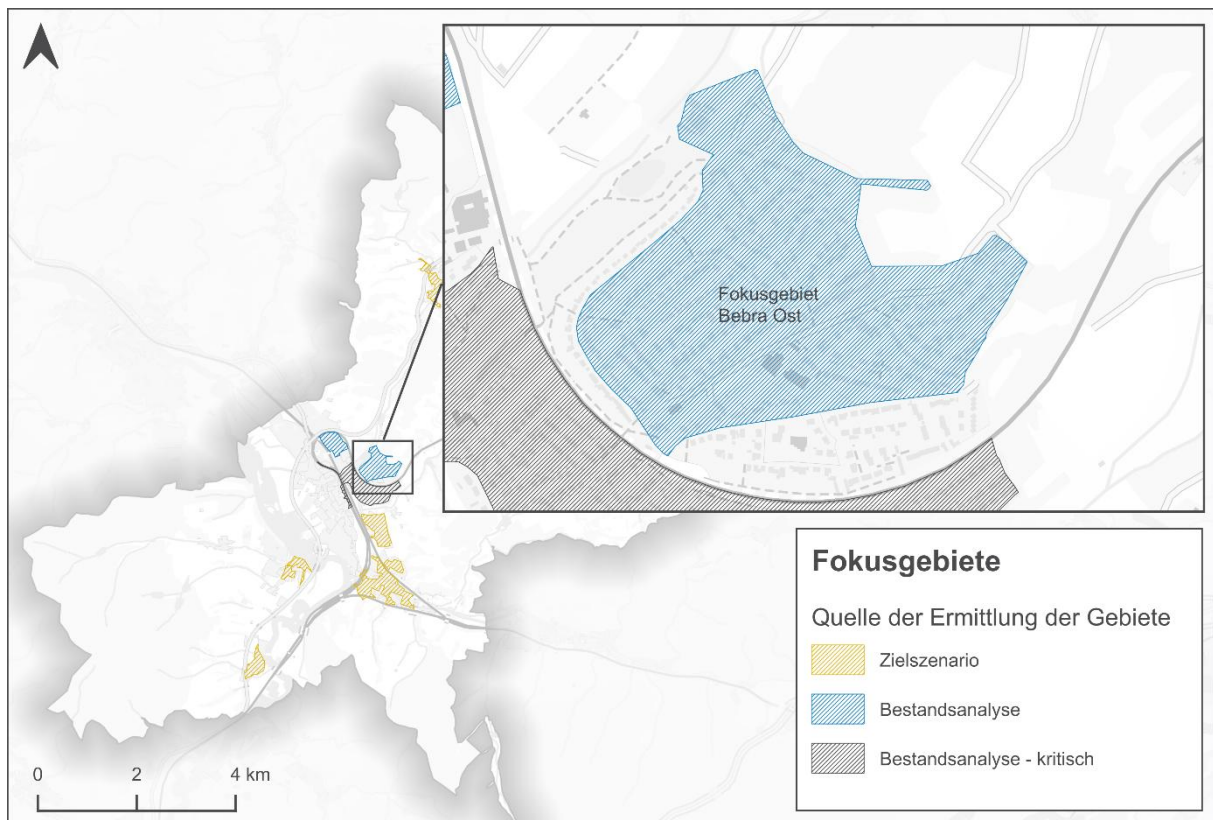 Fokusgebiet
Bebra Ost
Fokusgebiete
Quelle der Ermittlung der Gebiete
Zielszenario
Bestandsanalyse
Bestandsanalyse - kritisch
0 2 4 km